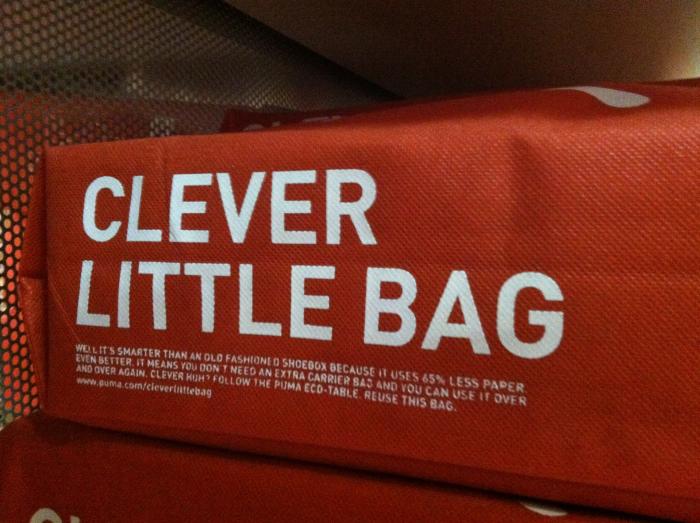 CLEVER
LITTLE BAG
WELL IT'S SMARTER THAN AN OLD FASHIONED SHOEBOX BECAUSE IT USES 65% LESS PAPER.
EVEN BETTER, IT MEANS YOU DON'T NEED AN EXTRA CARRIER BAG AND YOU CAN USE IT OVER
AND OVER AGAIN. CLEVER HUH? FOLLOW THE PUMA ECO-TABLE. REUSE THIS BAG.
www.puma.com/cleverlittlebag